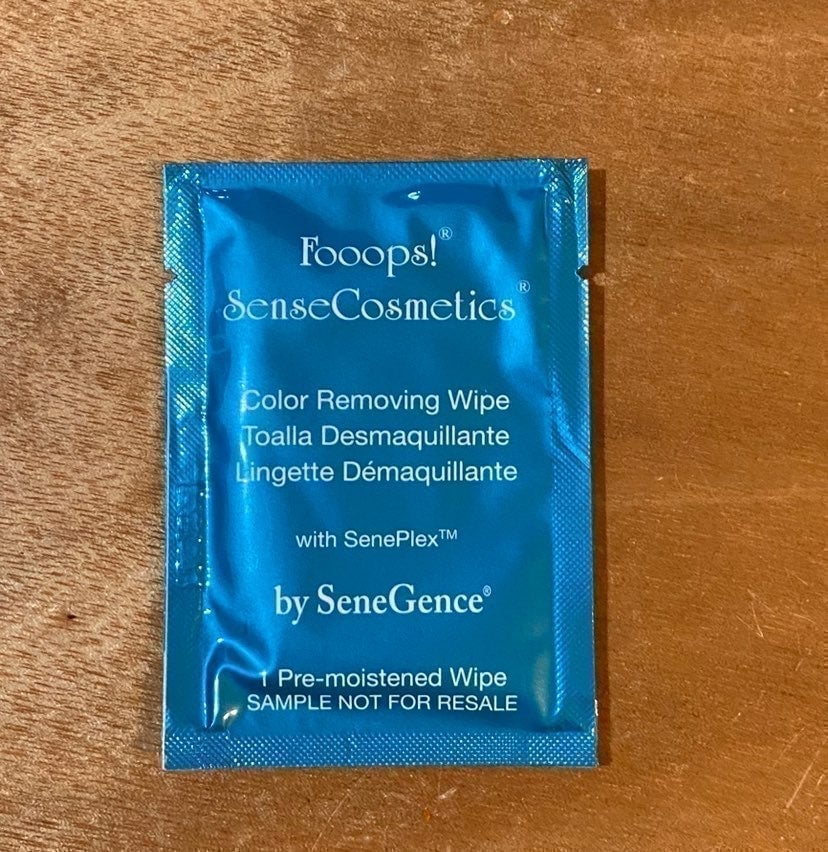 Fooops!®
SenseCosmetics®
Color Removing Wipe
Toalla Desmaquillante
Lingette Démaquillante
with SenePlex™
by SeneGence®
1 Pre-moistened Wipe
SAMPLE NOT FOR RESALE